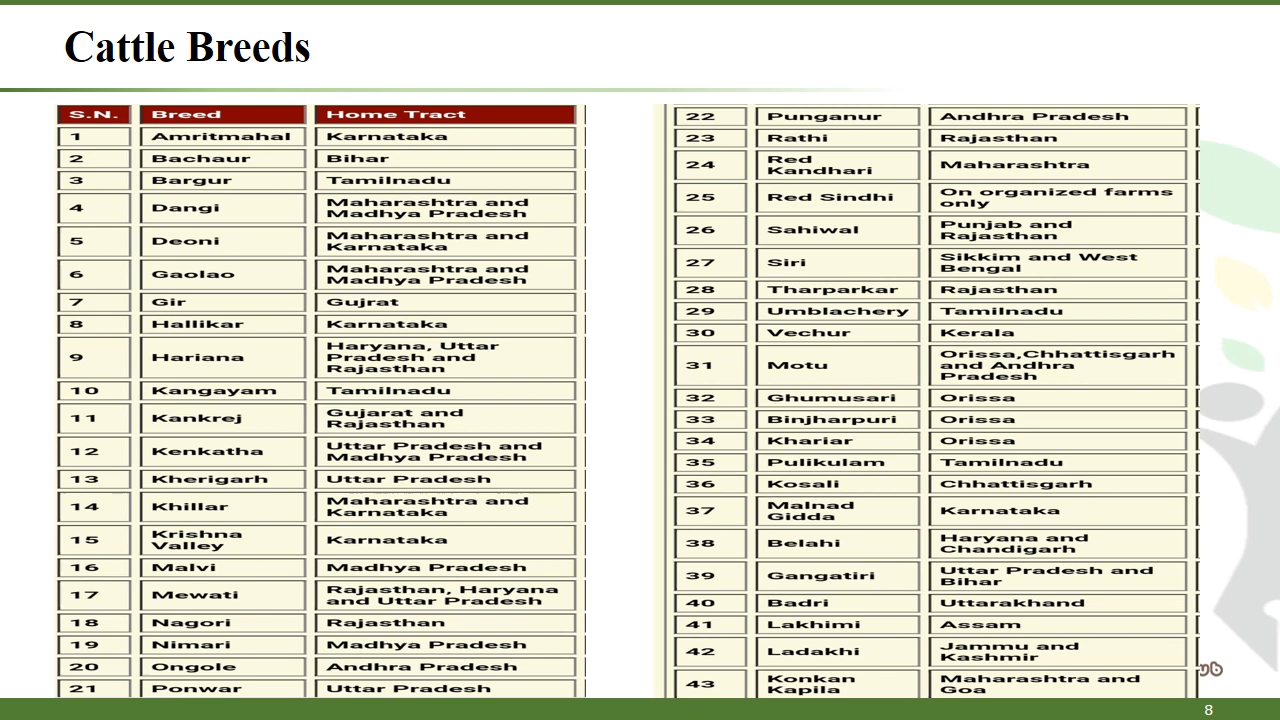 Cattle Breeds
S.N. Breed Home Tract
1 Amritmahal Karnataka
2 Bachaur Bihar
3 Bargur Tamilnadu
4 Dangi Maharashtra and
Madhya Pradesh
5 Deoni Maharashtra and
Karnataka
6 Gaolao Maharashtra and
Madhya Pradesh
7 Gir Gujrat
8 Hallikar Karnataka
9 Hariana Haryana, Uttar
Pradesh and
Rajasthan
10 Kangayam Tamilnadu
11 Kankrej Gujarat and
Rajasthan
12 Kenkatha Uttar Pradesh and
Madhya Pradesh
13 Kherigarh Uttar Pradesh
14 Khillar Maharashtra and
Karnataka
15 Krishna
Valley Karnataka
16 Malvi Madhya Pradesh
17 Mewati Rajasthan, Haryana
and Uttar Pradesh
18 Nagori Rajasthan
19 Nimari Madhya Pradesh
20 Ongole Andhra Pradesh
21 Ponwar Uttar Pradesh
22 Punganur Andhra Pradesh
23 Rathi Rajasthan
24 Red
Kandhari Maharashtra
25 Red Sindhi On organized farms
only
26 Sahiwal Punjab and
Rajasthan
27 Siri Sikkim and West
Bengal
28 Tharparkar Rajasthan
29 Umblachery Tamilnadu
30 Vechur Kerala
31 Motu Orissa,Chhattisgarh
and Andhra
Pradesh
32 Ghumusari Orissa
33 Binjharpuri Orissa
34 Khariar Orissa
35 Pulikulam Tamilnadu
36 Kosali Chhattisgarh
37 Malnad
Gidda Karnataka
38 Belahi Haryana and
Chandigarh
39 Gangatiri Uttar Pradesh and
Bihar
40 Badri Uttarakhand
41 Lakhimi Assam
42 Ladakhi Jammu and
Kashmir
43 Konkan
Kapila Maharashtra and
Goa
8